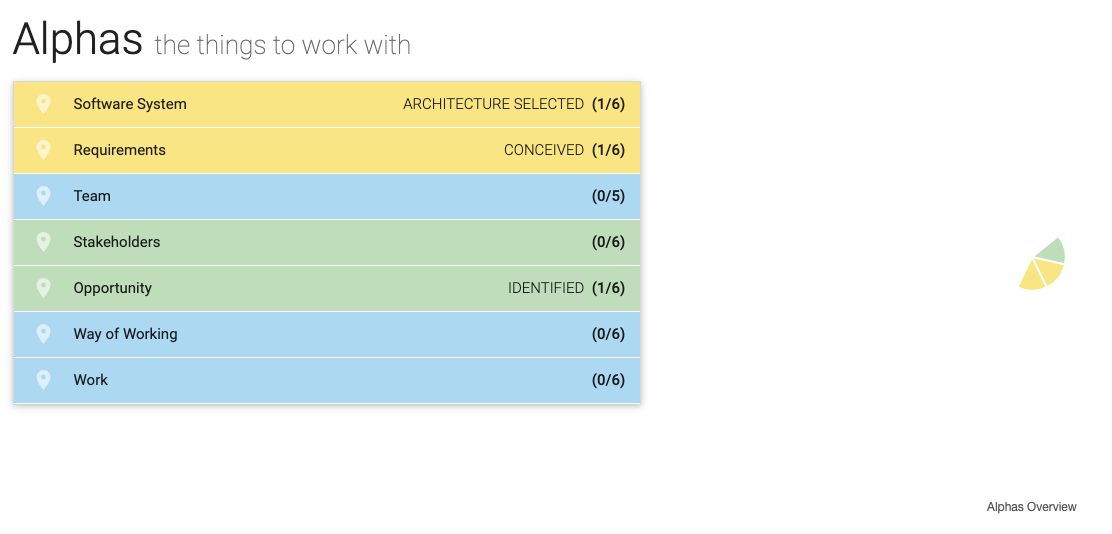 Alphas the things to work with
Software System ARCHITECTURE SELECTED (1/6)
Requirements CONCEIVED (1/6)
Team (0/5)
Stakeholders (0/6)
Opportunity IDENTIFIED (1/6)
Way of Working (0/6)
Work (0/6)
Alphas Overview